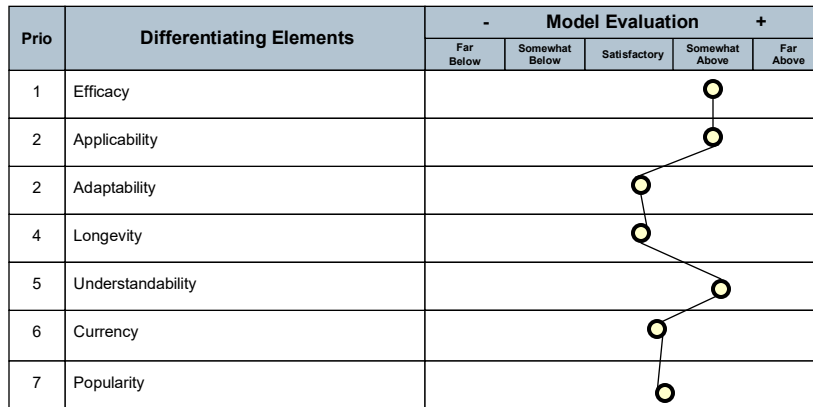 Prio Differentiating Elements - Model Evaluation +
Far Below Somewhat Below Satisfactory Somewhat Above Far Above
1 Efficacy
2 Applicability
2 Adaptability
4 Longevity
5 Understandability
6 Currency
7 Popularity